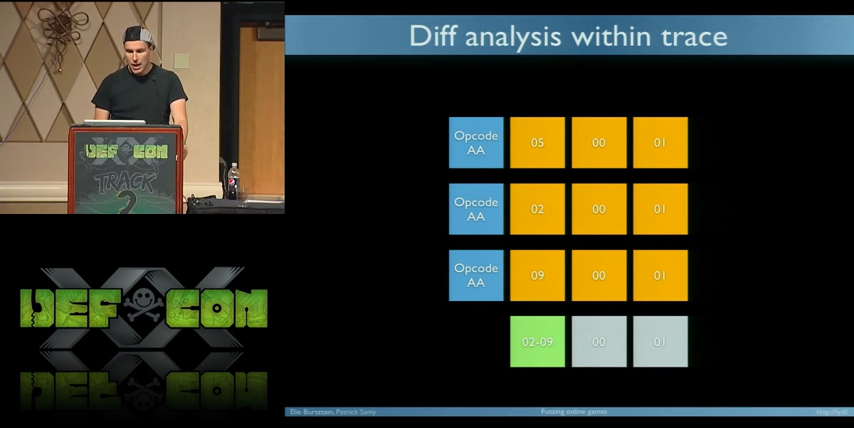 Diff analysis within trace
Opcode
AA
05
00
01
Opcode
AA
02
00
01
Opcode
AA
09
00
01
02-09
00
01
DEF CON
TRACK
2
XX
DEF CON
Elie Bursztein, Patrick Samy
Fuzzing online games